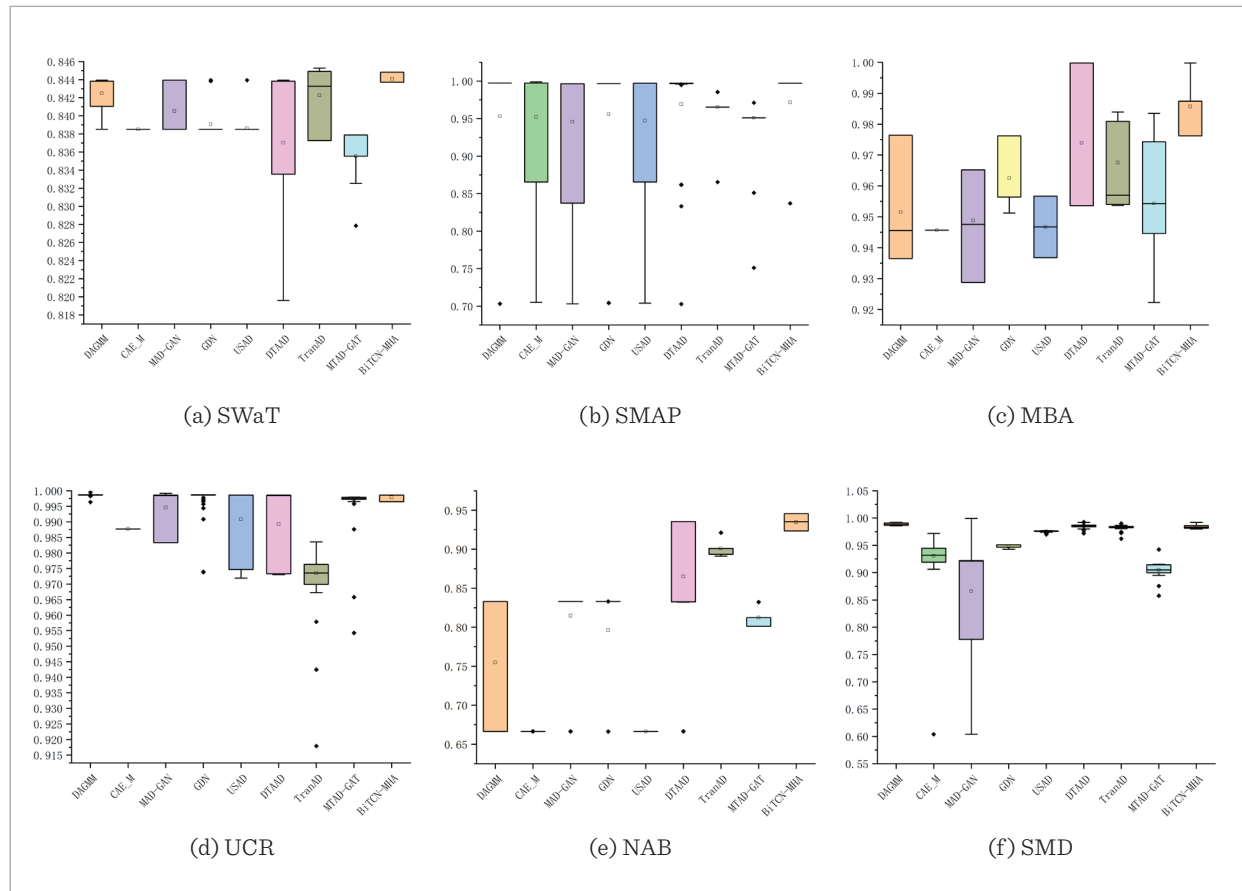 0.846
0.844
0.842
0.840
0.838
0.836
0.834
0.832
0.830
0.828
0.826
0.824
0.822
0.820
0.818
DAGMM
CAE_M
MAD-GAN
GDN
USAD
DTAAD
TranAD
MTAD-GAT
BiTCN-MHA
(a) SWaT
1.00
0.95
0.90
0.85
0.80
0.75
0.70
DAGMM
CAE_M
MAD-GAN
GDN
USAD
DTAAD
TranAD
MTAD-GAT
BiTCN-MHA
(b) SMAP
0.99
0.98
0.97
0.96
0.95
0.94
0.93
0.92
DAGMM
CAE_M
MAD-GAN
GDN
USAD
DTAAD
TranAD
MTAD-GAT
BiTCN-MHA
(c) MBA
1.000
0.995
0.990
0.985
0.980
0.975
0.970
0.965
0.960
0.955
0.950
0.945
0.940
0.935
0.930
0.925
0.920
0.915
DAGMM
CAE_M
MAD-GAN
GDN
USAD
DTAAD
TranAD
MTAD-GAT
BiTCN-MHA
(d) UCR
0.95
0.90
0.85
0.80
0.75
0.70
0.65
DAGMM
CAE_M
MAD-GAN
GDN
USAD
DTAAD
TranAD
MTAD-GAT
BiTCN-MHA
(e) NAB
1.05
1.00
0.95
0.90
0.85
0.80
0.75
0.70
0.65
0.60
0.55
DAGMM
CAE_M
MAD-GAN
GDN
USAD
DTAAD
TranAD
MTAD-GAT
BiTCN-MHA
(f) SMD